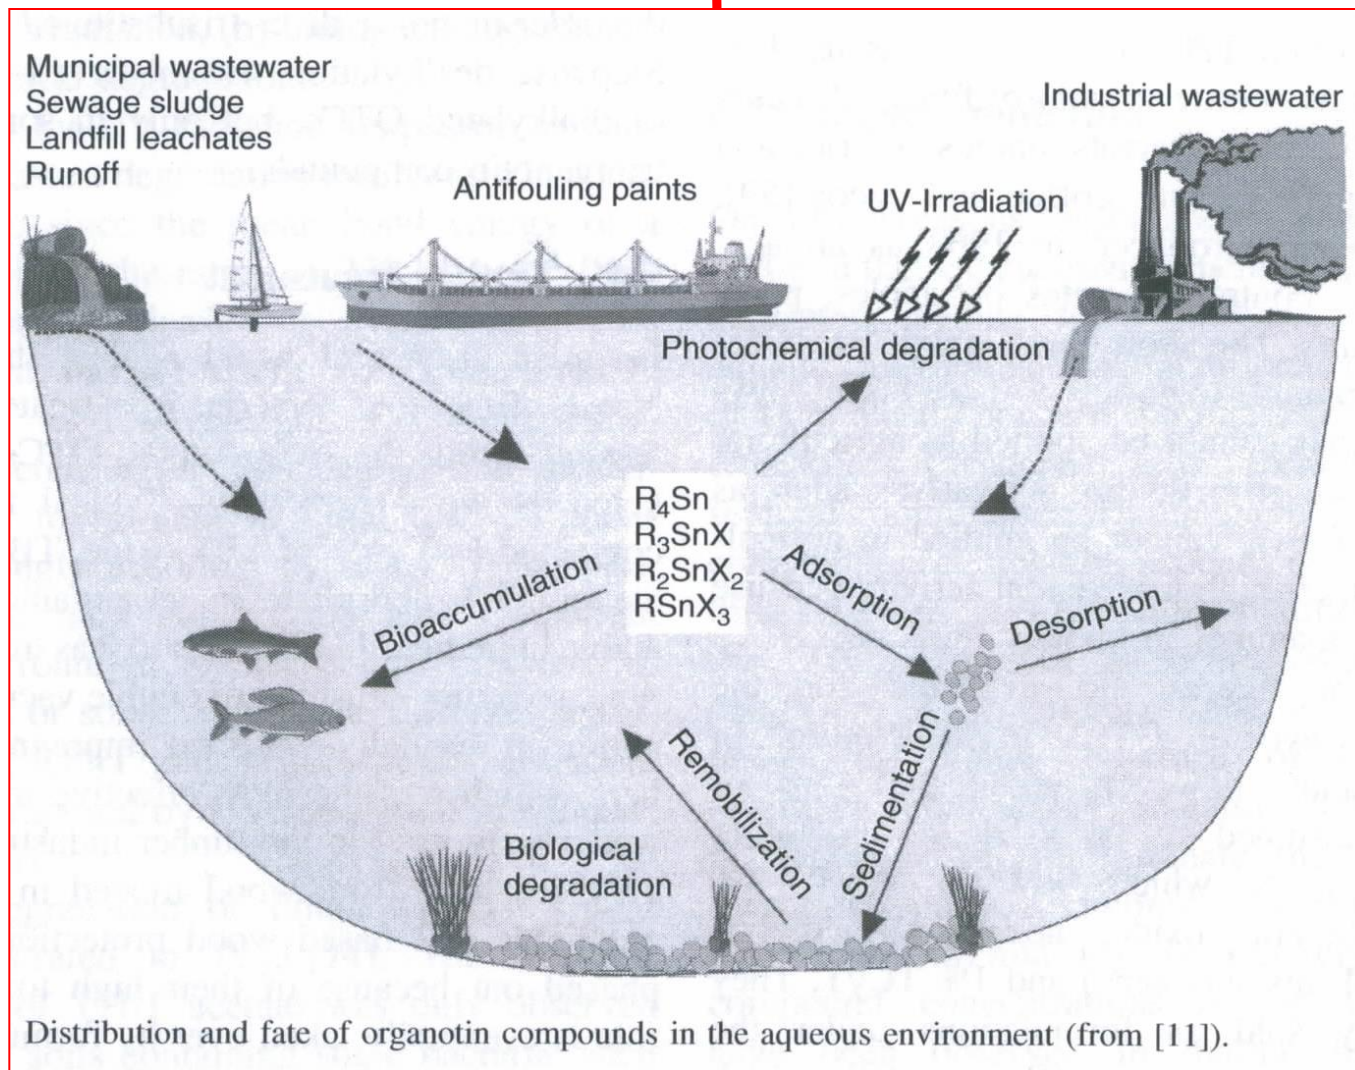 Municipal wastewater
Sewage sludge
Landfill leachates
Runoff
Industrial wastewater
Antifouling paints
UV-Irradiation
Photochemical degradation
R₄Sn
R₃SnX
R₂SnX₂
RSnX₃
Bioaccumulation
Adsorption
Desorption
Remobilization
Sedimentation
Biological
degradation
Distribution and fate of organotin compounds in the aqueous environment (from [11]).